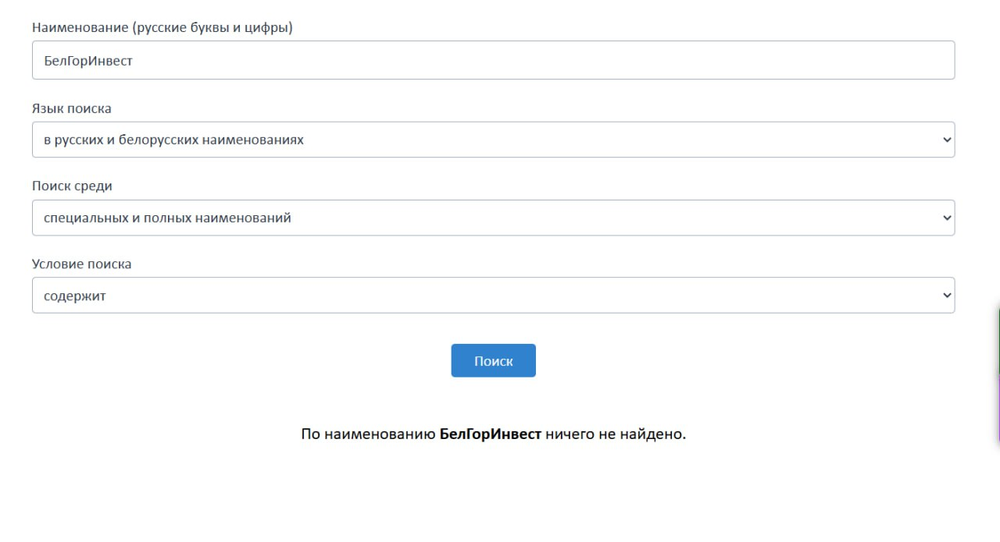 Наименование (русские буквы и цифры)
БелГорИнвест
Язык поиска
в русских и белорусских наименованиях
Поиск среди
специальных и полных наименований
Условие поиска
содержит
Поиск
По наименованию БелГорИнвест ничего не найдено.